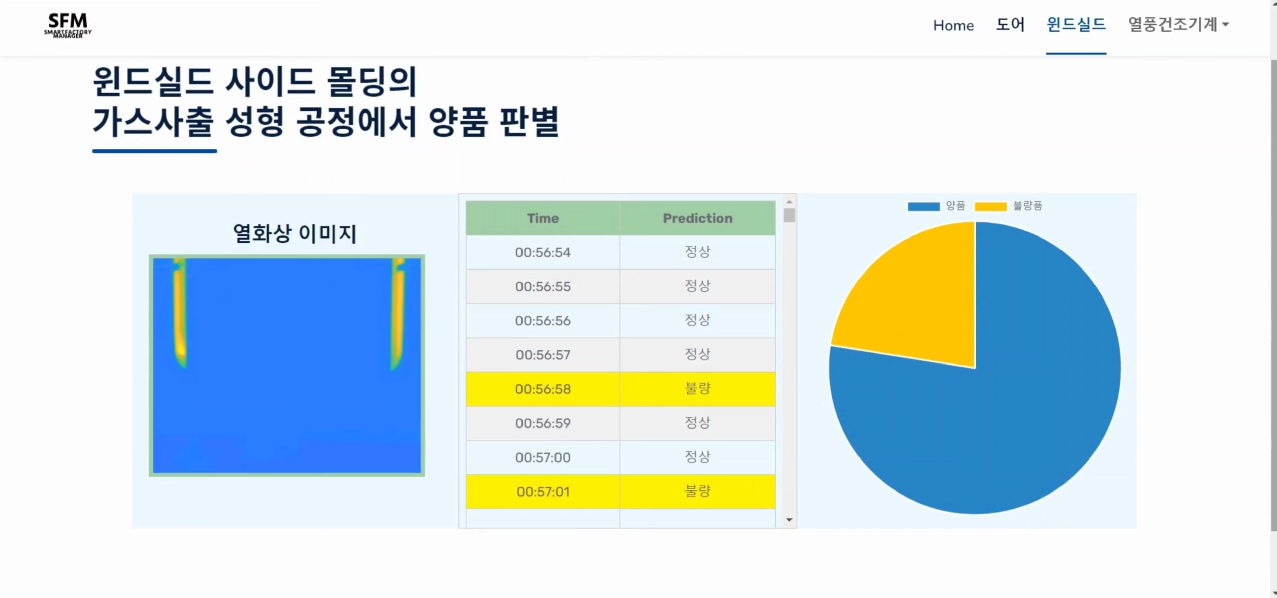 SFM
SMARTFACTORY
MANAGER
Home 도어 윈드실드 열풍건조기계
윈드실드 사이드 몰딩의
가스사출 성형 공정에서 양품 판별
열화상 이미지
Time Prediction
00:56:54 정상
00:56:55 정상
00:56:56 정상
00:56:57 정상
00:56:58 불량
00:56:59 정상
00:57:00 정상
00:57:01 불량
양품 불량품